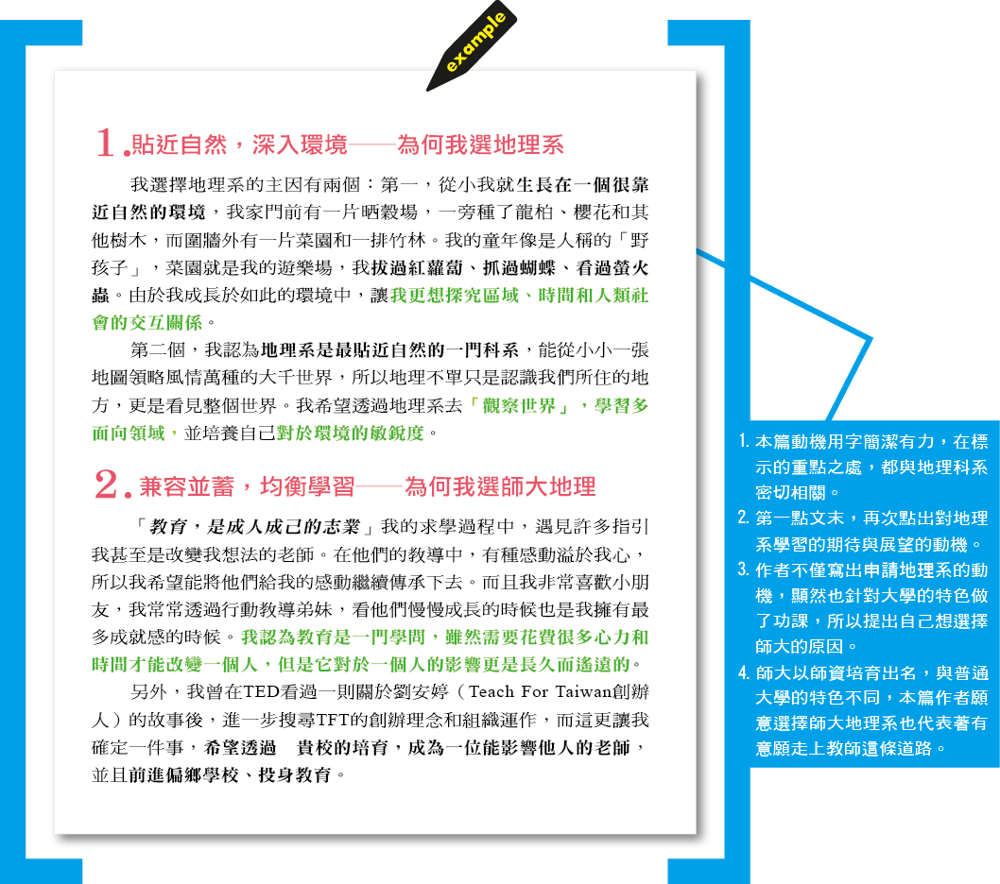 example
1.貼近自然，深入環境——為何我選地理系
我選擇地理系的主因有兩個：第一，從小我就生長在一個很靠
近自然的環境，我家門前有一片晒穀場，一旁種了龍柏、櫻花和其
他樹木，而圍牆外有一片菜園和一排竹林。我的童年像是人稱的「野
孩子」，菜園就是我的遊樂場，我拔過紅蘿蔔、抓過蝴蝶、看過螢火
蟲。由於我成長於如此的環境中，讓我更想探究區域、時間和人類社
會的交互關係。
第二個，我認為地理系是最貼近自然的一門科系，能從小小一張
地圖領略風情萬種的大千世界，所以地理不單只是認識我們所住的地
方，更是看見整個世界。我希望透過地理系去「觀察世界」，學習多
面向領域，並培養自己對於環境的敏銳度。
2.兼容並蓄，均衡學習——為何我選師大地理
「教育，是成人成己的志業」我的求學過程中，遇見許多指引
我甚至是改變我想法的老師。在他們的教導中，有種感動溢於我心，
所以我希望能將他們給我的感動繼續傳承下去。而且我非常喜歡小朋
友，我常常透過行動教導弟妹，看他們慢慢成長的時候也是我擁有最
多成就感的時候。我認為教育是一門學問，雖然需要花費很多心力和
時間才能改變一個人，但是它對於一個人的影響更是長久而遙遠的。
另外，我曾在TED看過一則關於劉安婷（Teach For Taiwan創辦
人）的故事後，進一步搜尋TFT的創辦理念和組織運作，而這更讓我
確定一件事，希望透過　貴校的培育，成為一位能影響他人的老師，
並且前進偏鄉學校、投身教育。
1. 本篇動機用字簡潔有力，在標
示的重點之處，都與地理科系
密切相關。
2. 第一點文末，再次點出對地理
系學習的期待與展望的動機。
3. 作者不僅寫出申請地理系的動
機，顯然也針對大學的特色做
了功課，所以提出自己想選擇
師大的原因。
4. 師大以師資培育出名，與普通
大學的特色不同，本篇作者願
意選擇師大地理系也代表著有
意願走上教師這條道路。